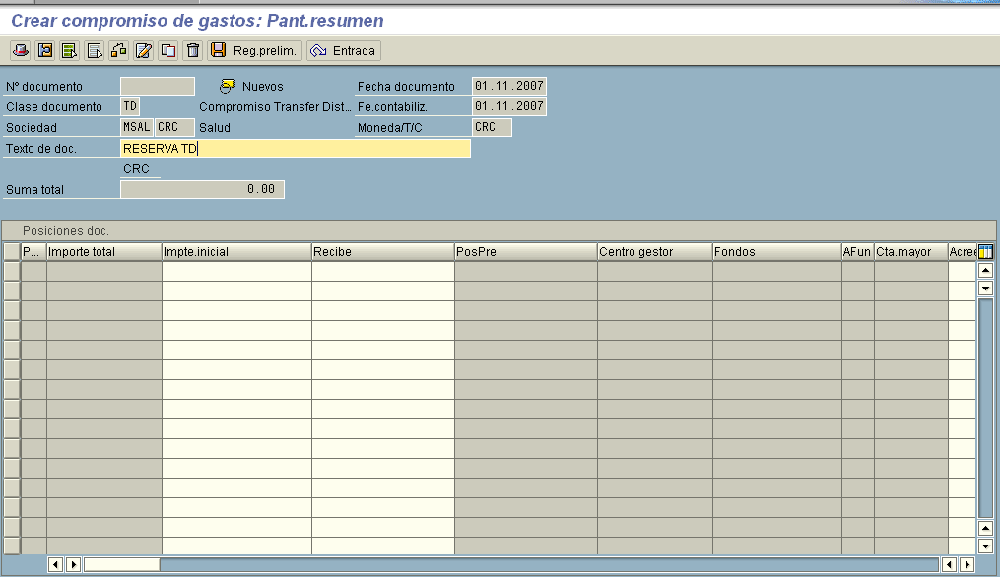 Crear compromiso de gastos: Pant.resumen
Reg.prelim. Entrada
Nº documento Nuevos Fecha documento 01.11.2007
Clase documento TD Compromiso Transfer Dist... Fe.contabiliz. 01.11.2007
Sociedad MSAL CRC Salud Moneda/T/C CRC
Texto de doc. RESERVA TD
CRC
Suma total 0.00
Posiciones doc.
P... Importe total Impte.inicial Recibe PosPre Centro gestor Fondos AFun Cta.mayor Acree